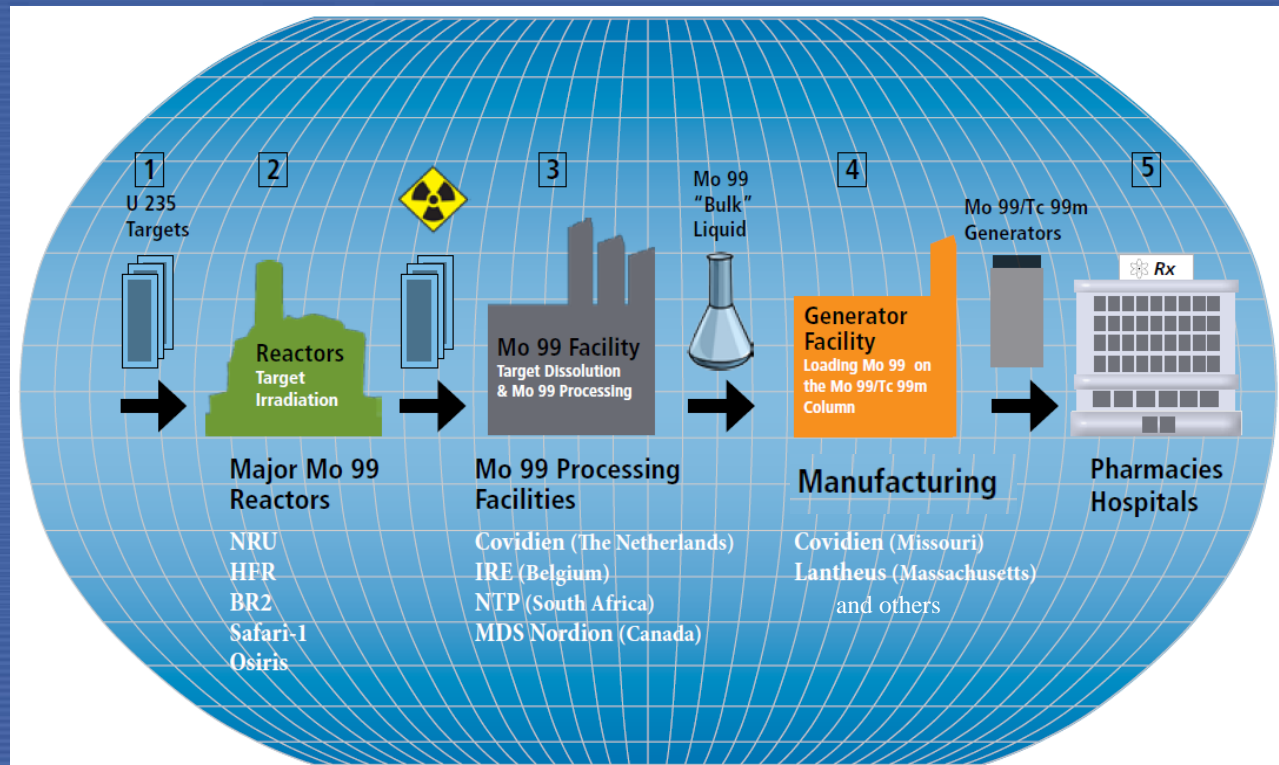 1
U 235
Targets
2
Reactors
Target
Irradiation
3
Mo 99 Facility
Target Dissolution
& Mo 99 Processing
Mo 99
“Bulk”
Liquid
4
Generator
Facility
Loading Mo 99 on
the Mo 99/Tc 99m
Column
Mo 99/Tc 99m
Generators
5
Rx
Major Mo 99
Reactors
NRU
HFR
BR2
Safari-1
Osiris
Mo 99 Processing
Facilities
Covidien (The Netherlands)
IRE (Belgium)
NTP (South Africa)
MDS Nordion (Canada)
Manufacturing
Covidien (Missouri)
Lantheus (Massachusetts)
and others
Pharmacies
Hospitals